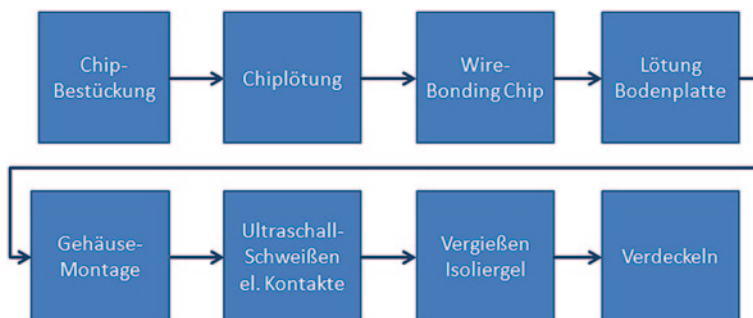 Chip-
Bestückung
Chiplötung
Wire-
Bonding Chip
Lötung
Bodenplatte
Gehäuse-
Montage
Ultraschall-
Schweißen
el. Kontakte
Vergießen
Isoliergel
Verdeckeln